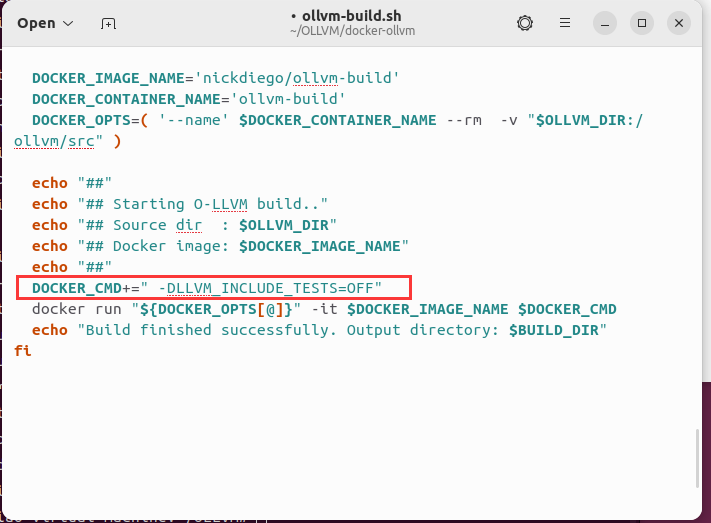 Open
• ollvm-build.sh
~/OLLVM/docker-ollvm
DOCKER_IMAGE_NAME='nickdiego/ollvm-build'
DOCKER_CONTAINER_NAME='ollvm-build'
DOCKER_OPTS=( '--name' $DOCKER_CONTAINER_NAME --rm  -v "$OLLVM_DIR:/
ollvm/src" )
echo "##"
echo "## Starting O-LLVM build.."
echo "## Source dir  : $OLLVM_DIR"
echo "## Docker image: $DOCKER_IMAGE_NAME"
echo "##"
DOCKER_CMD+=" -DLLVM_INCLUDE_TESTS=OFF"
docker run "${DOCKER_OPTS[@]}" -it $DOCKER_IMAGE_NAME $DOCKER_CMD
echo "Build finished successfully. Output directory: $BUILD_DIR"
fi